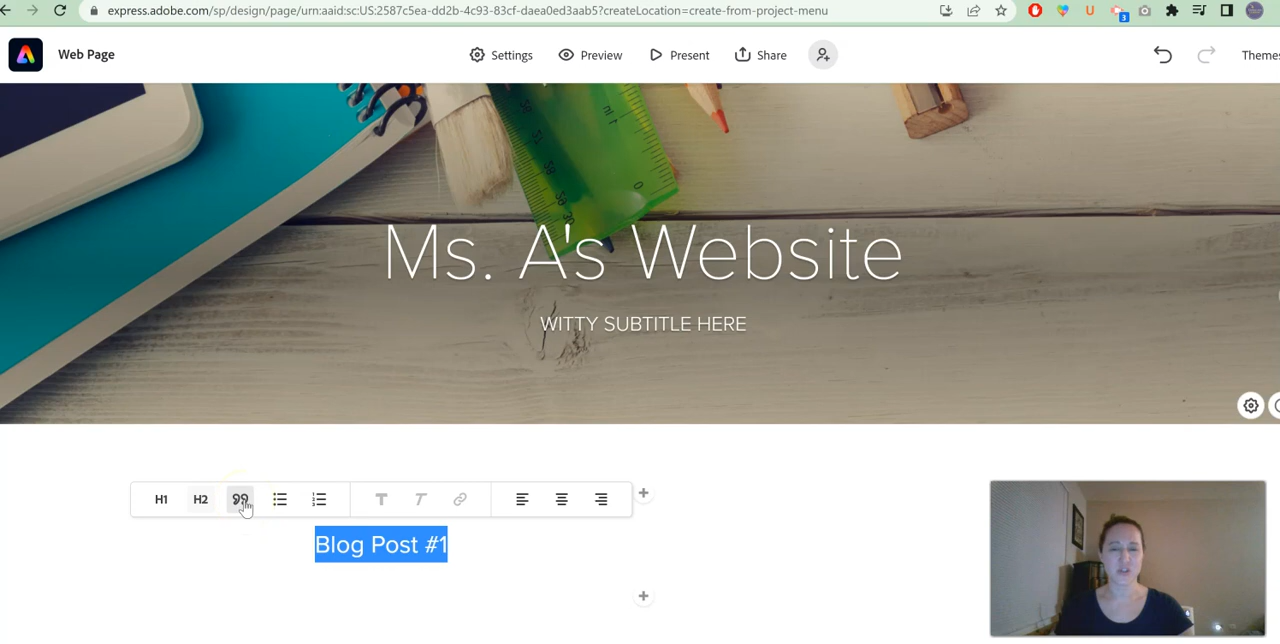 express.adobe.com/sp/design/page/urn:aaid:sc:US:2587c5ea-dd2b-4c93-83cf-daea0ed3aab5?createLocation=create-from-project-menu
3
Web Page
Settings
Preview
Present
Share
Themes
Ms. A's Website
WITTY SUBTITLE HERE
H1
H2
Blog Post #1